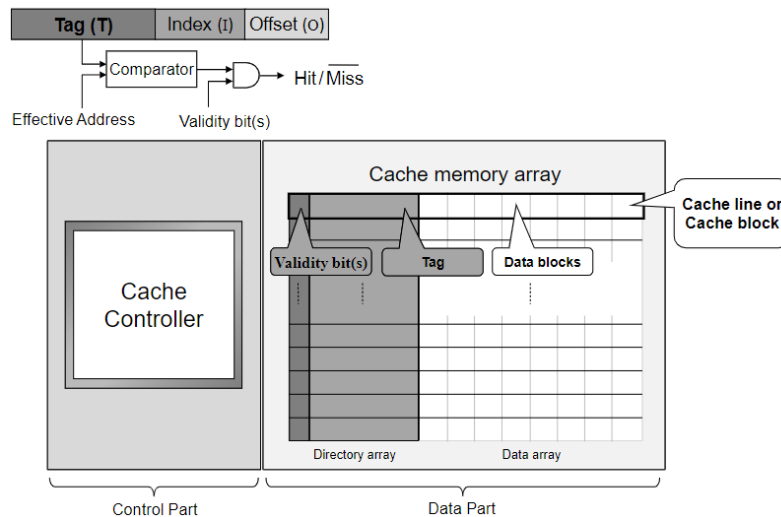 Tag (T) Index (I) Offset (O)
Comparator
Hit/Miss
Effective Address
Validity bit(s)
Cache memory array
Cache line or
Cache block
Validity bit(s)
Tag
Data blocks
Cache
Controller
Directory array
Data array
Control Part
Data Part